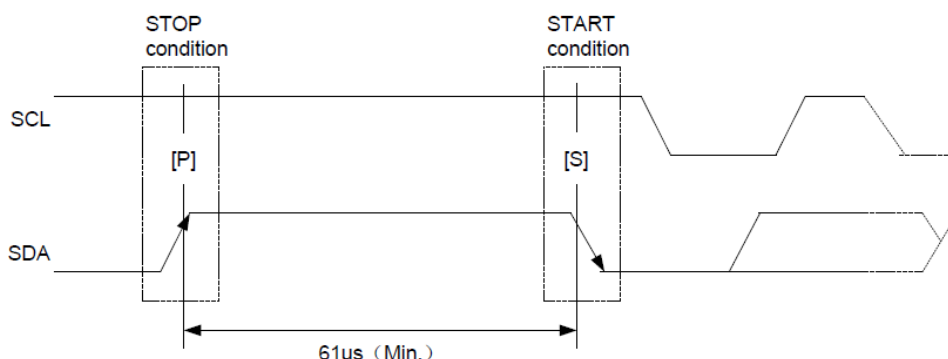 STOP
condition
START
condition
SCL
[P]
[S]
SDA
61us（Min.）